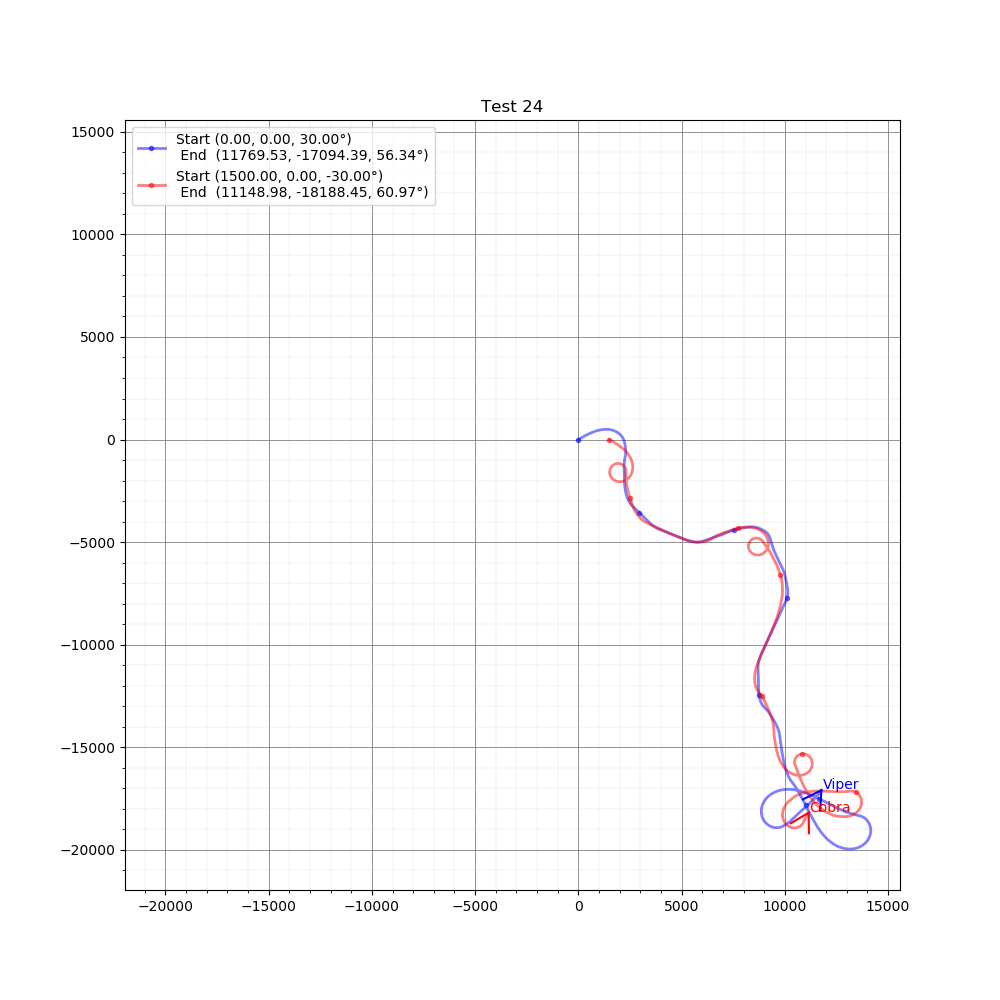 Test 24
Start (0.00, 0.00, 30.00°)
End (11769.53, -17094.39, 56.34°)
Start (1500.00, 0.00, -30.00°)
End (11148.98, -18188.45, 60.97°)
15000
10000
5000
0
−5000
−10000
−15000
−20000
Viper
Cobra
−20000 −15000 −10000 −5000 0 5000 10000 15000